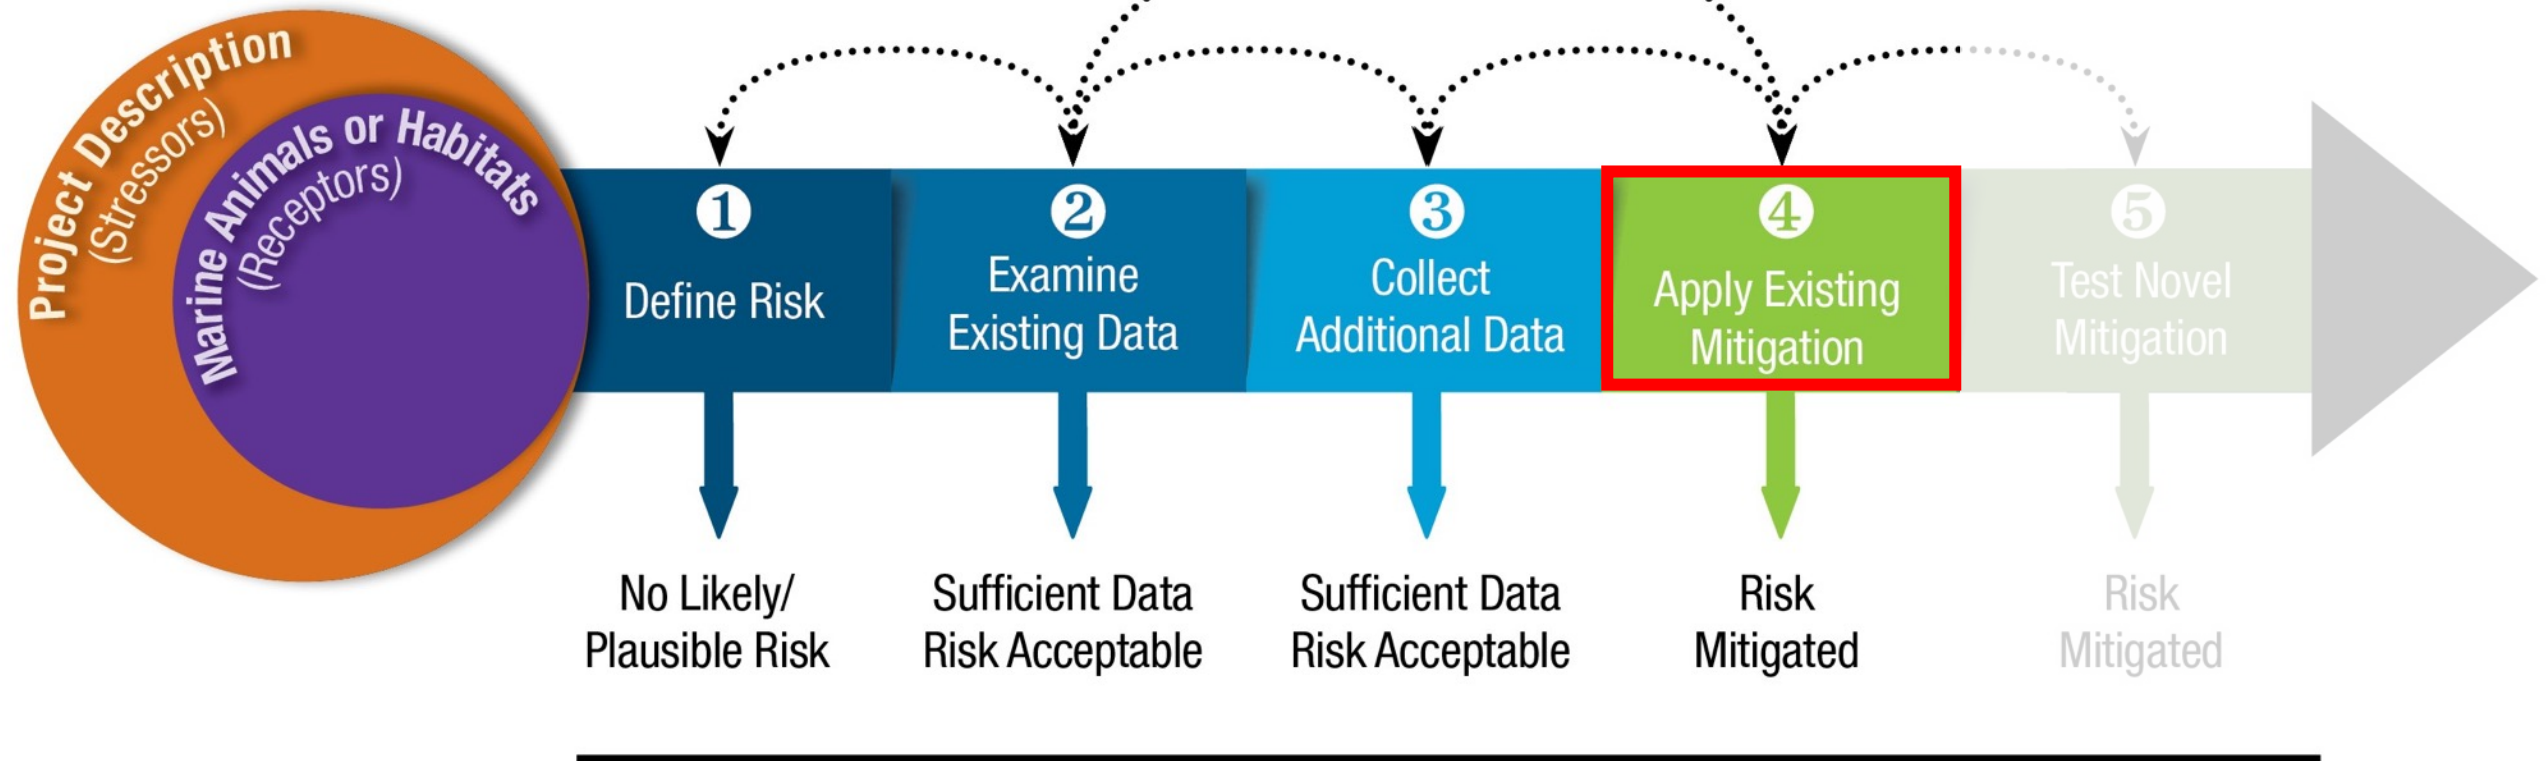 Project Description
(Stressors)
Marine Animals or Habitats
(Receptors)
1
Define Risk
2
Examine
Existing Data
3
Collect
Additional Data
4
Apply Existing
Mitigation
5
Test Novel
Mitigation
No Likely/
Plausible Risk
Sufficient Data
Risk Acceptable
Sufficient Data
Risk Acceptable
Risk
Mitigated
Risk
Mitigated